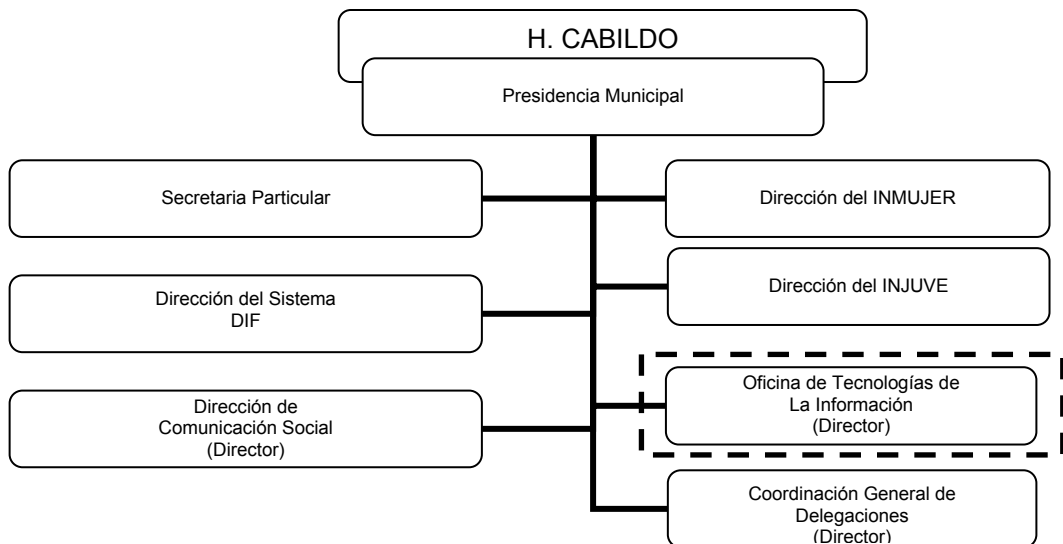 H. CABILDO
Presidencia Municipal
Secretaria Particular
Dirección del INMUJER
Dirección del Sistema
DIF
Dirección del INJUVE
Dirección de
Comunicación Social
(Director)
Oficina de Tecnologías de
La Información
(Director)
Coordinación General de
Delegaciones
(Director)